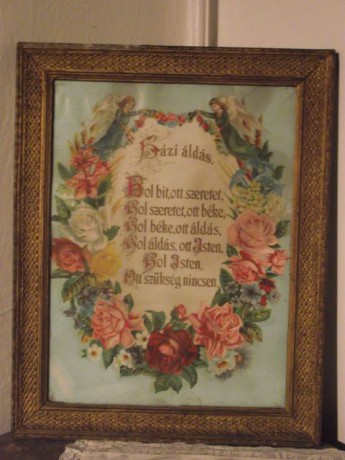 Házi áldás.
Hol hit, ott szeretet,
Hol szeretet, ott béke,
Hol béke, ott áldás,
Hol áldás, ott Isten,
Hol Isten,
Ott szükség nincsen.